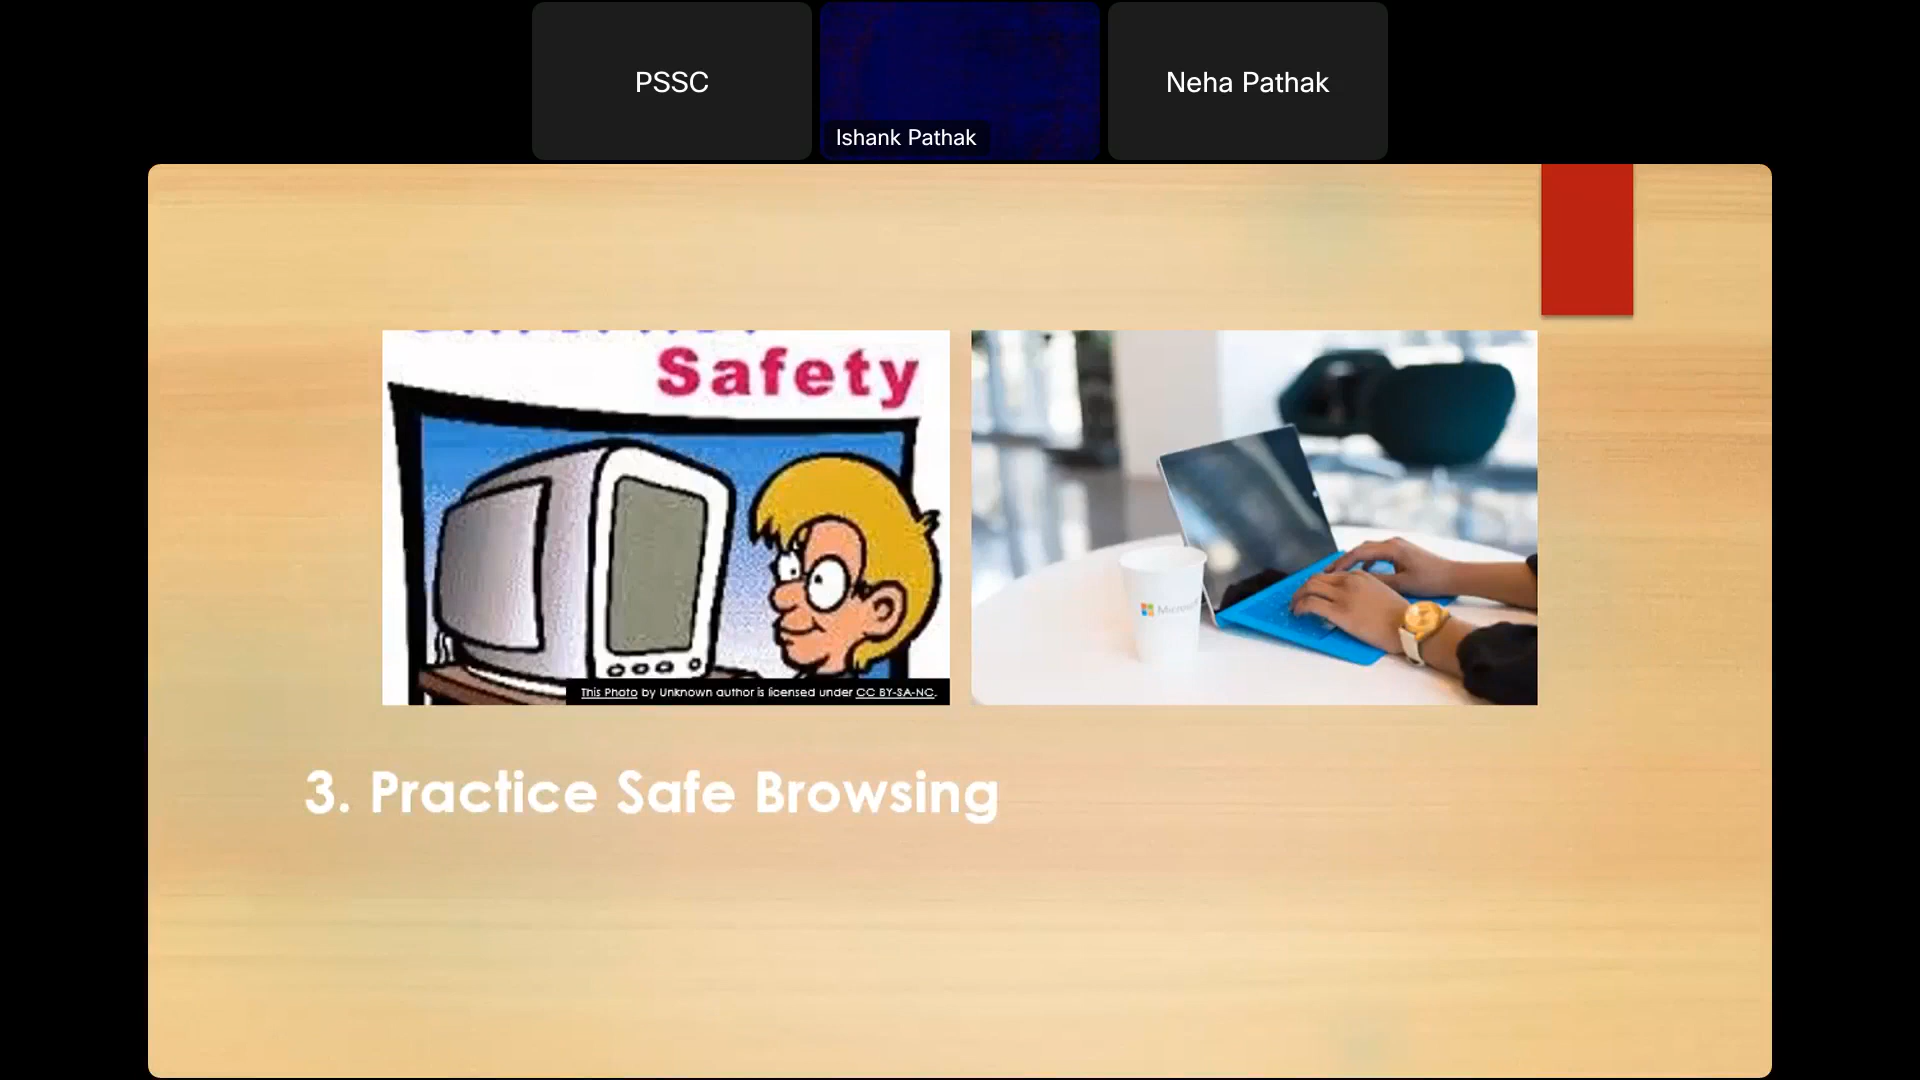 PSSC
Ishank Pathak
Neha Pathak
Safety
This Photo by Unknown author is licensed under CC BY-SA-NC.
Microsoft
3. Practice Safe Browsing